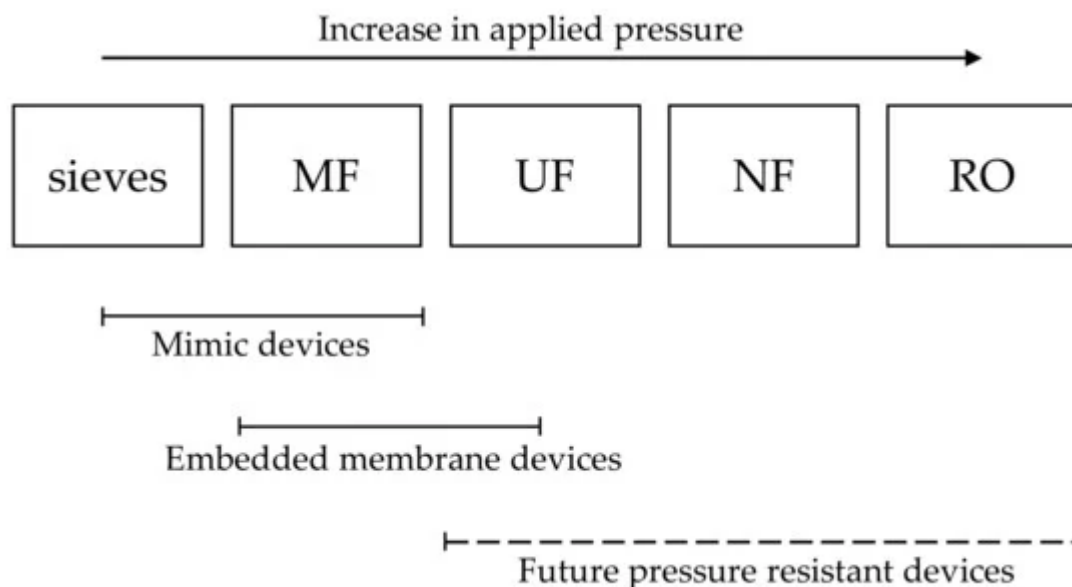 Increase in applied pressure
sieves MF UF NF RO
Mimic devices
Embedded membrane devices
Future pressure resistant devices